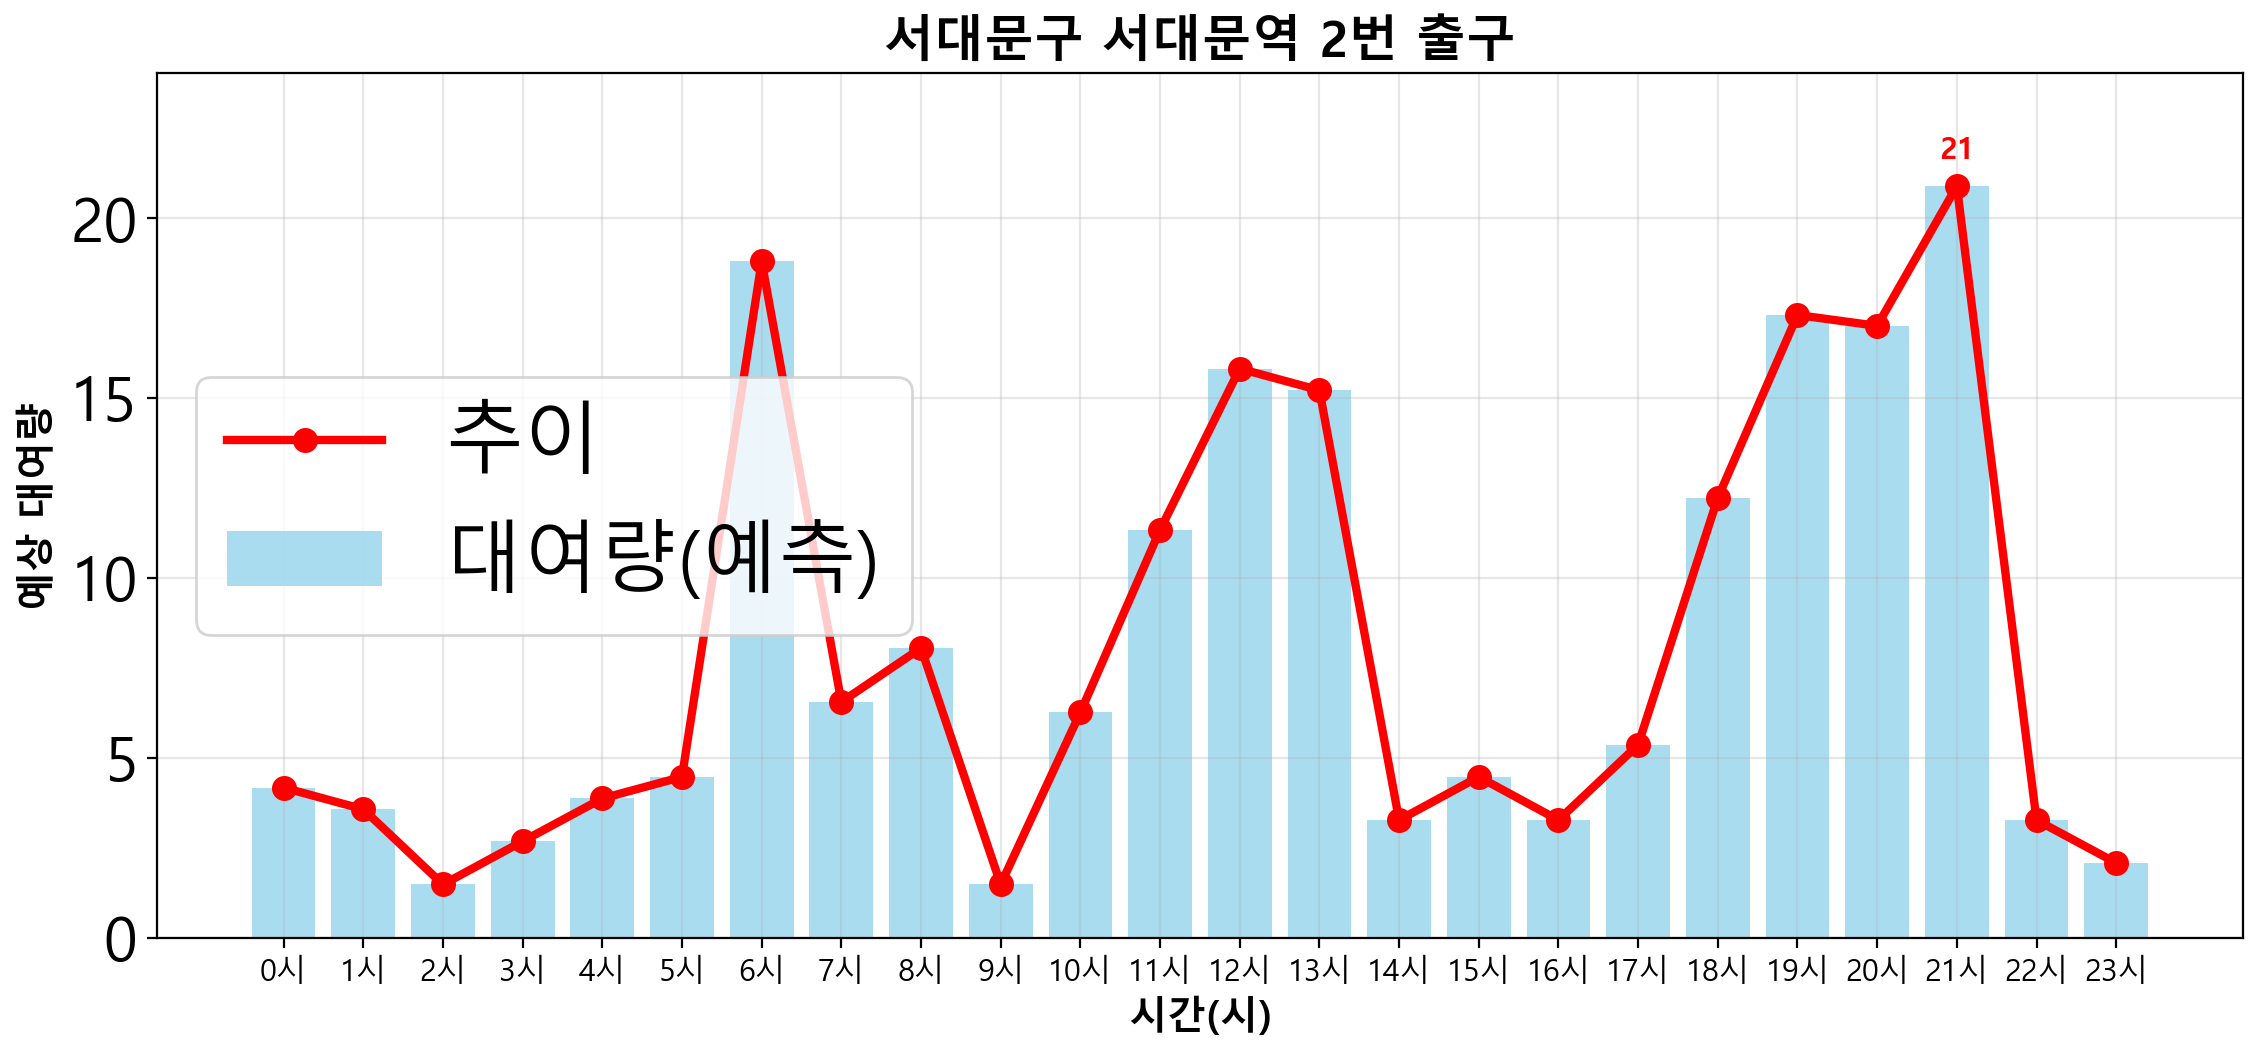 서대문구 서대문역 2번 출구
21
20
15
10
5
0
예상 대여량
추이
대여량(예측)
0시 1시 2시 3시 4시 5시 6시 7시 8시 9시 10시 11시 12시 13시 14시 15시 16시 17시 18시 19시 20시 21시 22시 23시
시간(시)